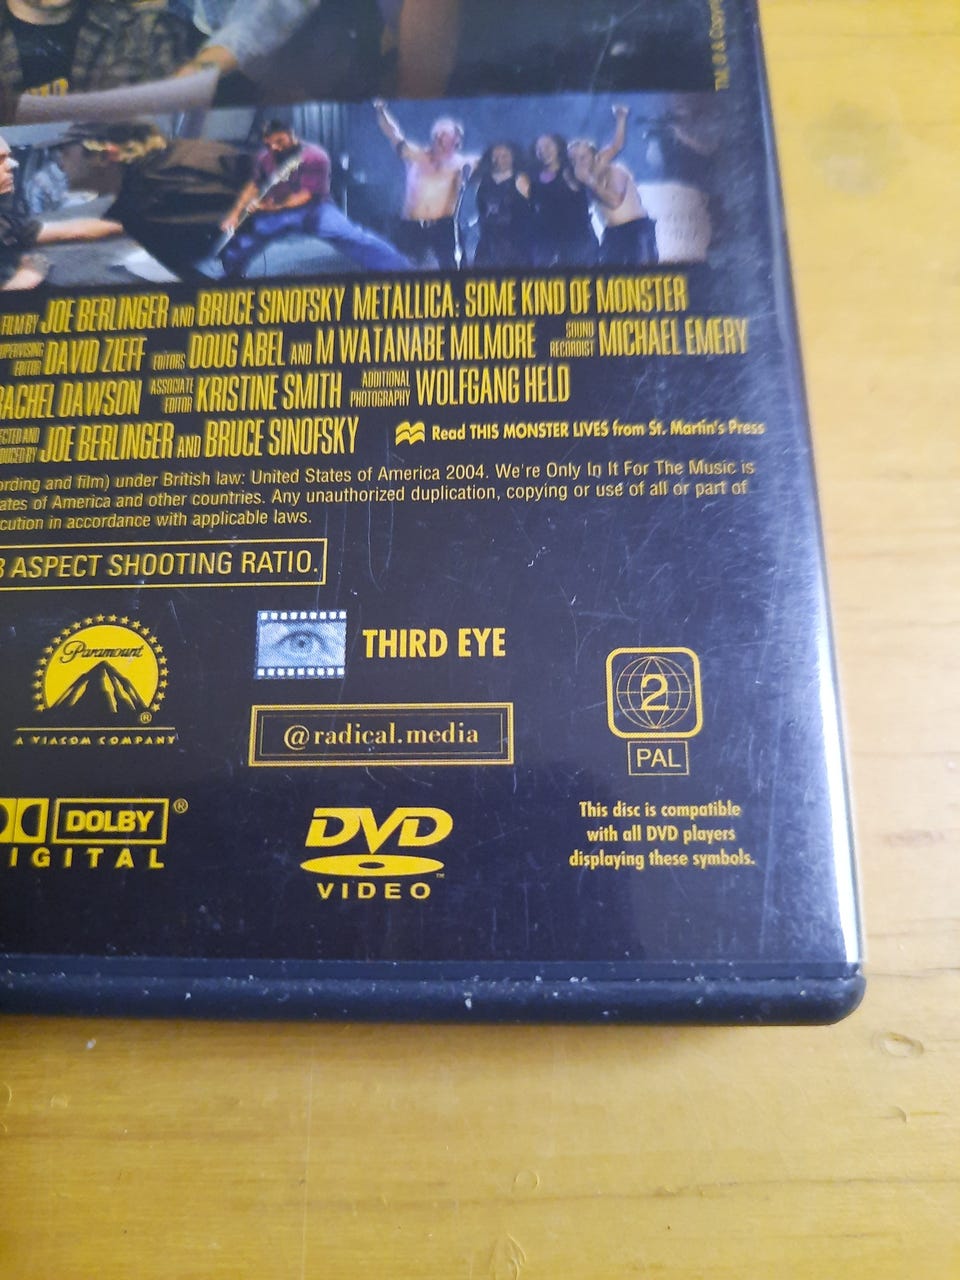 TM, ® & Copy
FILM BY JOE BERLINGER AND BRUCE SINOFSKY METALLICA: SOME KIND OF MONSTER
EDITOR DAVID ZIEFF EDITORS DOUG ABEL AND M WATANABE MILMORE SOUND RECORDIST MICHAEL EMERY
RACHEL DAWSON ASSOCIATE EDITOR KRISTINE SMITH ADDITIONAL PHOTOGRAPHY WOLFGANG HELD
JOE BERLINGER AND BRUCE SINOFSKY
Read THIS MONSTER LIVES from St. Martin's Press
ording and film) under British law: United States of America 2004. We're Only In It For The Music is
ates of America and other countries. Any unauthorized duplication, copying or use of all or part of
cution in accordance with applicable laws.
3 ASPECT SHOOTING RATIO.
Paramount
®
A VIACOM COMPANY
THIRD EYE
@radical.media
2
PAL
DOLBY ®
IGITAL
DVD
VIDEO ™
This disc is compatible
with all DVD players
displaying these symbols.